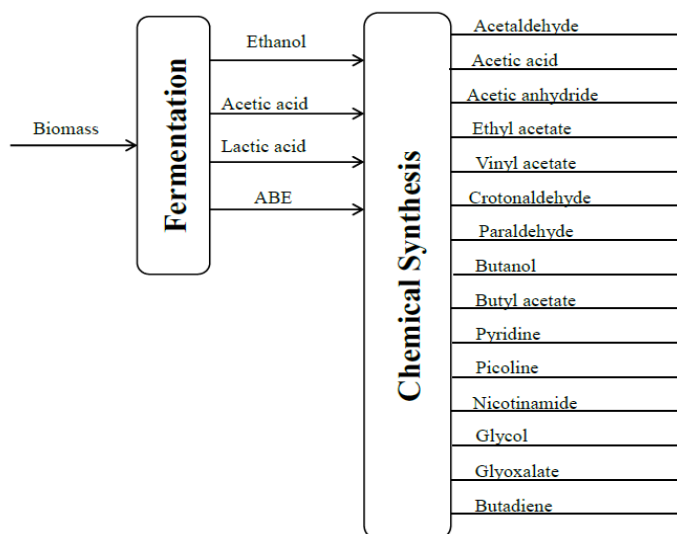 Biomass
Fermentation
Ethanol
Acetic acid
Lactic acid
ABE
Chemical Synthesis
Acetaldehyde
Acetic acid
Acetic anhydride
Ethyl acetate
Vinyl acetate
Crotonaldehyde
Paraldehyde
Butanol
Butyl acetate
Pyridine
Picoline
Nicotinamide
Glycol
Glyoxalate
Butadiene